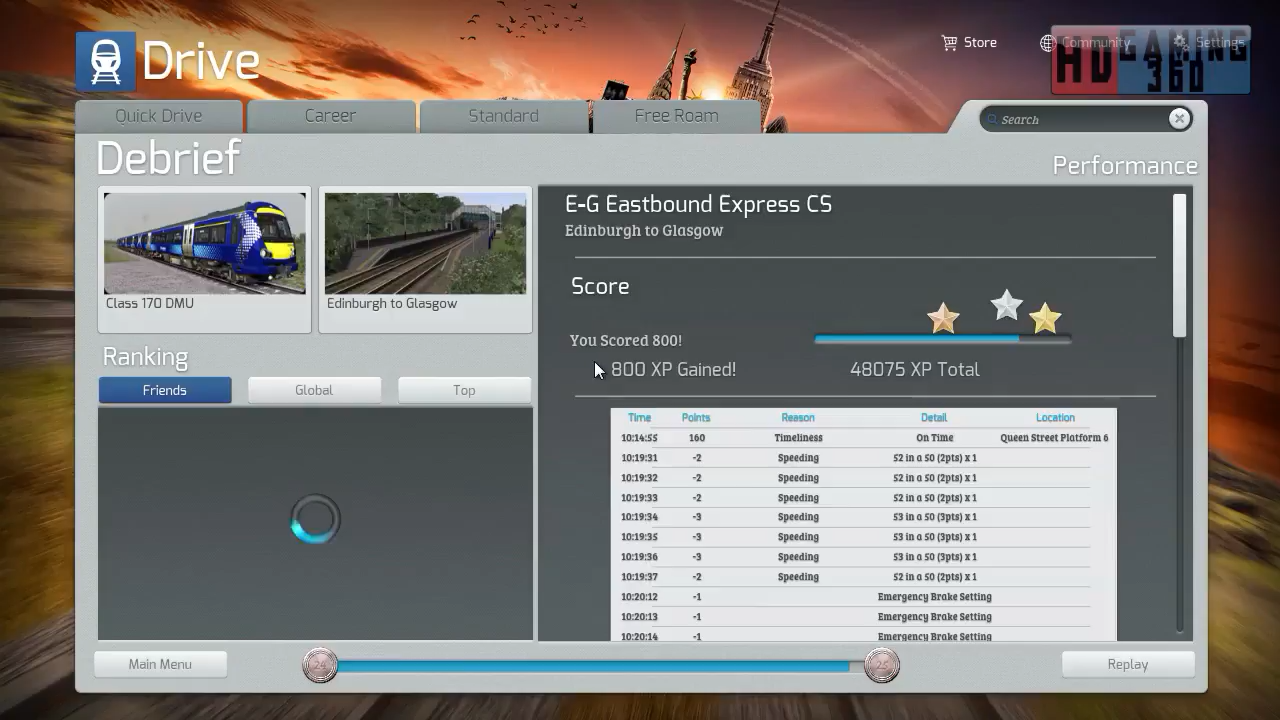 Drive
Store
Community
Settings
HD GAMING 360
Quick Drive
Career
Standard
Free Roam
Search
Debrief
Performance
Class 170 DMU
Edinburgh to Glasgow
E-G Eastbound Express CS
Edinburgh to Glasgow
Score
You Scored 800!
800 XP Gained!
48075 XP Total
Ranking
Friends
Global
Top
Time Points Reason Detail Location
10:14:55 160 Timeliness On Time Queen Street Platform 6
10:19:31 -2 Speeding 52 in a 50 (2pts) x 1
10:19:32 -2 Speeding 52 in a 50 (2pts) x 1
10:19:33 -2 Speeding 52 in a 50 (2pts) x 1
10:19:34 -3 Speeding 53 in a 50 (3pts) x 1
10:19:35 -3 Speeding 53 in a 50 (3pts) x 1
10:19:36 -3 Speeding 53 in a 50 (3pts) x 1
10:19:37 -2 Speeding 52 in a 50 (2pts) x 1
10:20:12 -1 Emergency Brake Setting
10:20:13 -1 Emergency Brake Setting
10:20:14 -1 Emergency Brake Setting
Main Menu
24
25
Replay